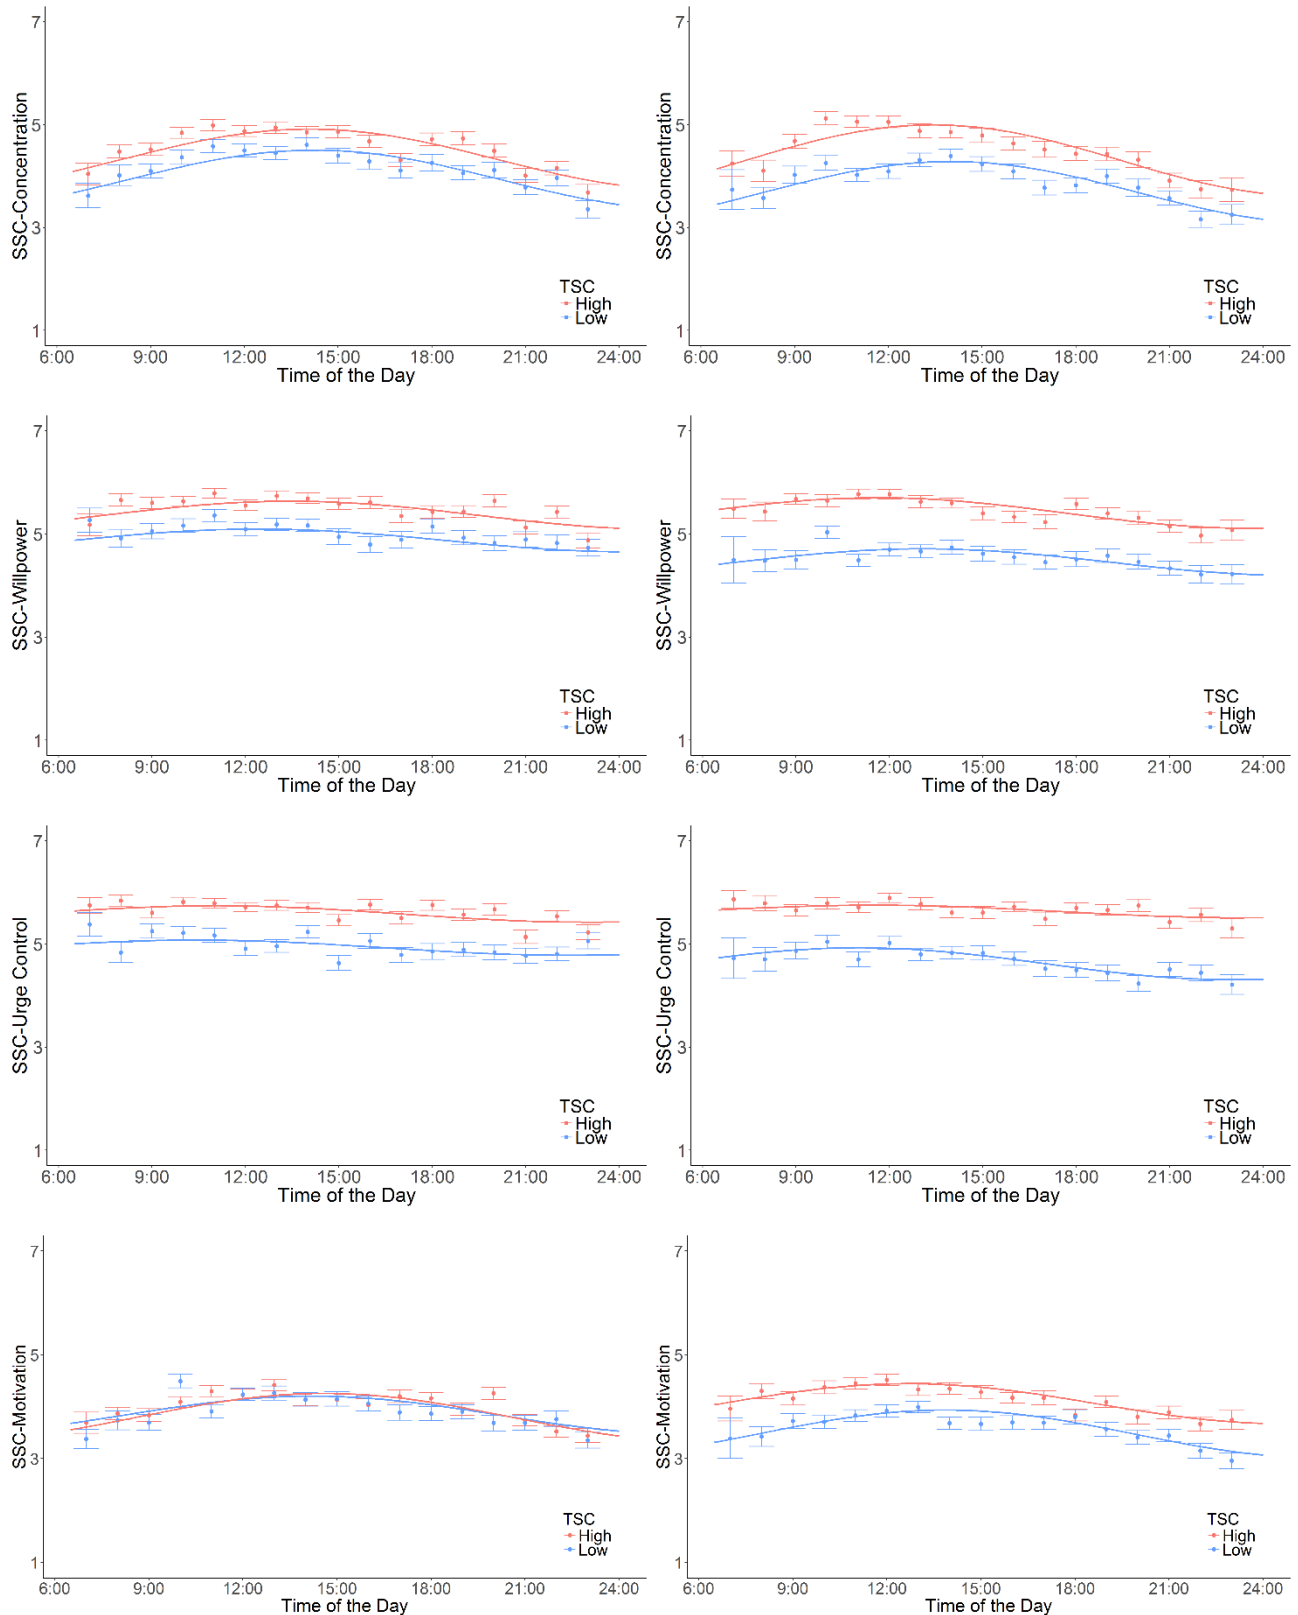 7
5
3
1
SSC-Concentration
TSC
High
Low
6:00 9:00 12:00 15:00 18:00 21:00 24:00
Time of the Day
7
5
3
1
SSC-Concentration
TSC
High
Low
6:00 9:00 12:00 15:00 18:00 21:00 24:00
Time of the Day
7
5
3
1
SSC-Willpower
TSC
High
Low
6:00 9:00 12:00 15:00 18:00 21:00 24:00
Time of the Day
7
5
3
1
SSC-Willpower
TSC
High
Low
6:00 9:00 12:00 15:00 18:00 21:00 24:00
Time of the Day
7
5
3
1
SSC-Urge Control
TSC
High
Low
6:00 9:00 12:00 15:00 18:00 21:00 24:00
Time of the Day
7
5
3
1
SSC-Urge Control
TSC
High
Low
6:00 9:00 12:00 15:00 18:00 21:00 24:00
Time of the Day
7
5
3
1
SSC-Motivation
TSC
High
Low
6:00 9:00 12:00 15:00 18:00 21:00 24:00
Time of the Day
7
5
3
1
SSC-Motivation
TSC
High
Low
6:00 9:00 12:00 15:00 18:00 21:00 24:00
Time of the Day